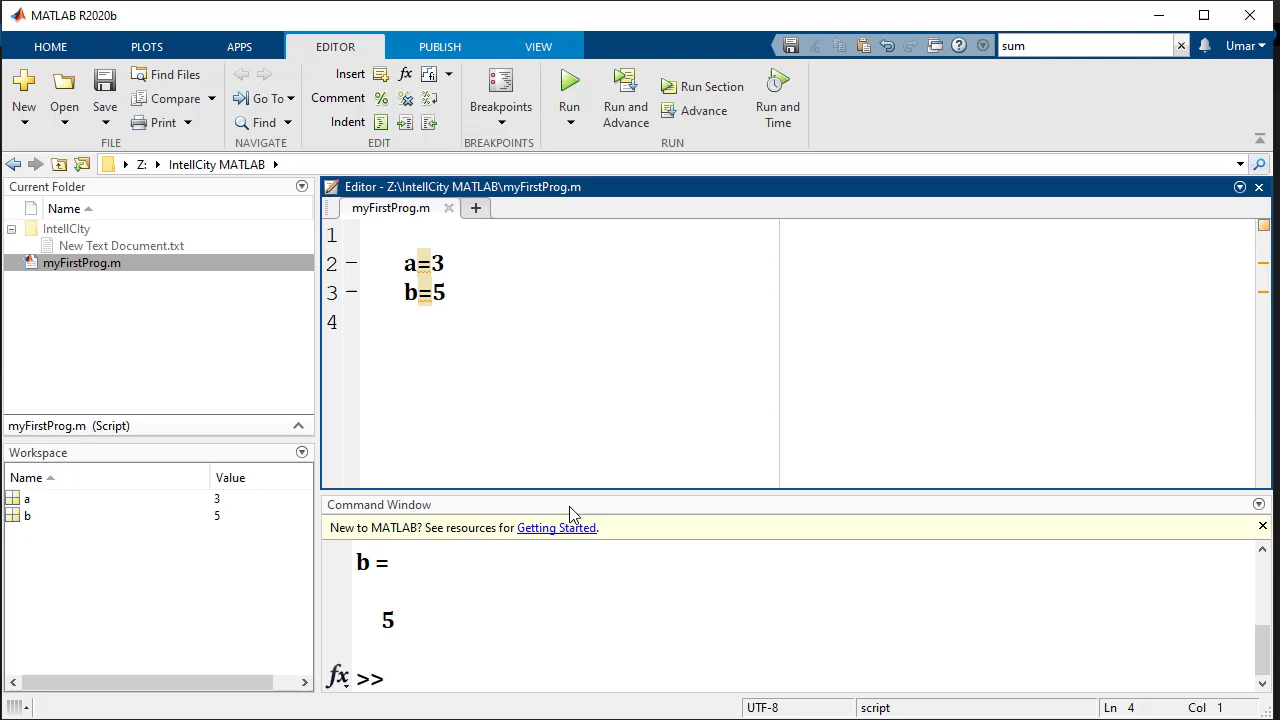 MATLAB R2020b
HOME PLOTS APPS EDITOR PUBLISH VIEW sum Umar
New Open Save Find Files Compare Print
FILE
Go To Find
NAVIGATE
Insert fx
Comment
Indent
EDIT
Breakpoints
BREAKPOINTS
Run Run and Advance Run Section Advance Run and Time
RUN
Z: IntellCity MATLAB
Current Folder
Name
IntellCIty
New Text Document.txt
myFirstProg.m
myFirstProg.m (Script)
Workspace
Name Value
a 3
b 5
Editor - Z:\IntellCity MATLAB\myFirstProg.m
myFirstProg.m
1
2 a=3
3 b=5
4
Command Window
New to MATLAB? See resources for Getting Started.
b =
5
fx >>
UTF-8 script Ln 4 Col 1